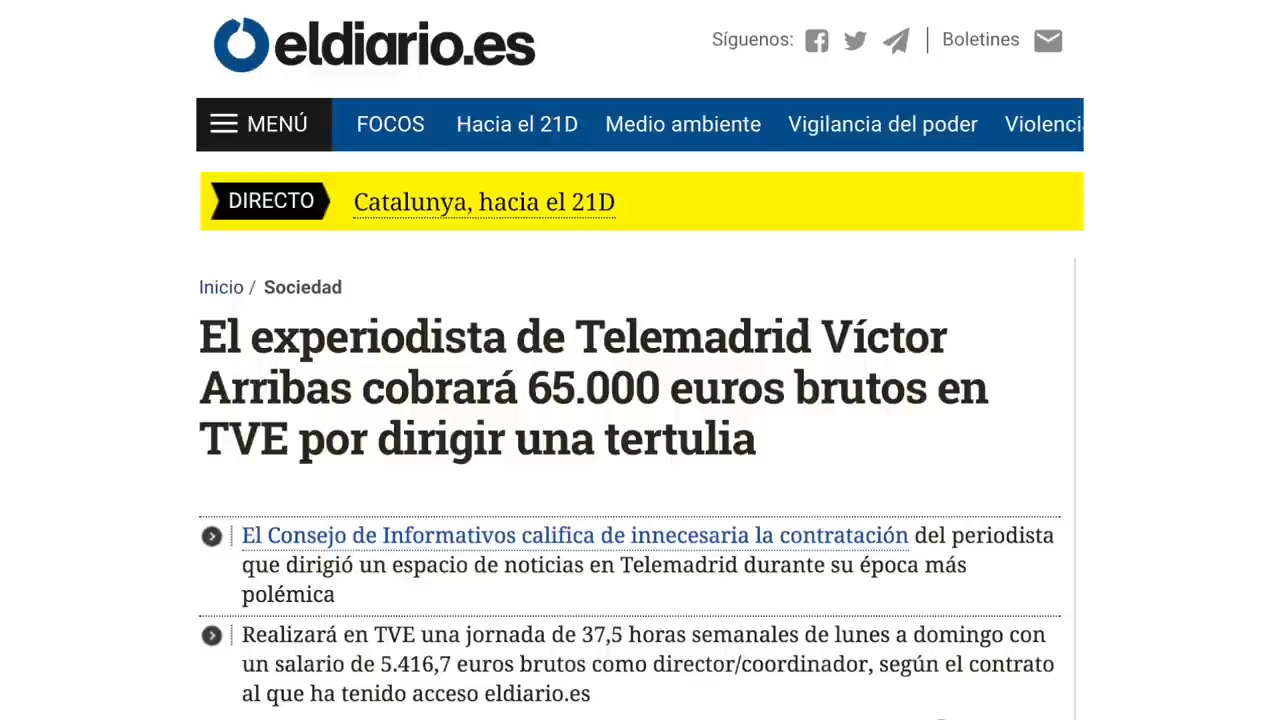 eldiario.es
Síguenos: Boletines
MENÚ FOCOS Hacia el 21D Medio ambiente Vigilancia del poder Violenci
DIRECTO Catalunya, hacia el 21D
Inicio / Sociedad
El experiodista de Telemadrid Víctor
Arribas cobrará 65.000 euros brutos en
TVE por dirigir una tertulia
El Consejo de Informativos califica de innecesaria la contratación del periodista
que dirigió un espacio de noticias en Telemadrid durante su época más
polémica
Realizará en TVE una jornada de 37,5 horas semanales de lunes a domingo con
un salario de 5.416,7 euros brutos como director/coordinador, según el contrato
al que ha tenido acceso eldiario.es